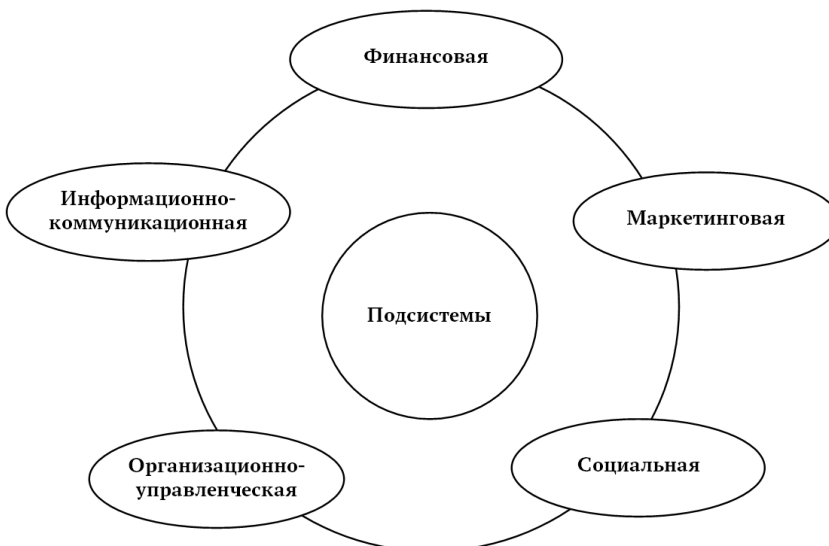 Финансовая
Информационно-
коммуникационная
Маркетинговая
Подсистемы
Организационно-
управленческая
Социальная